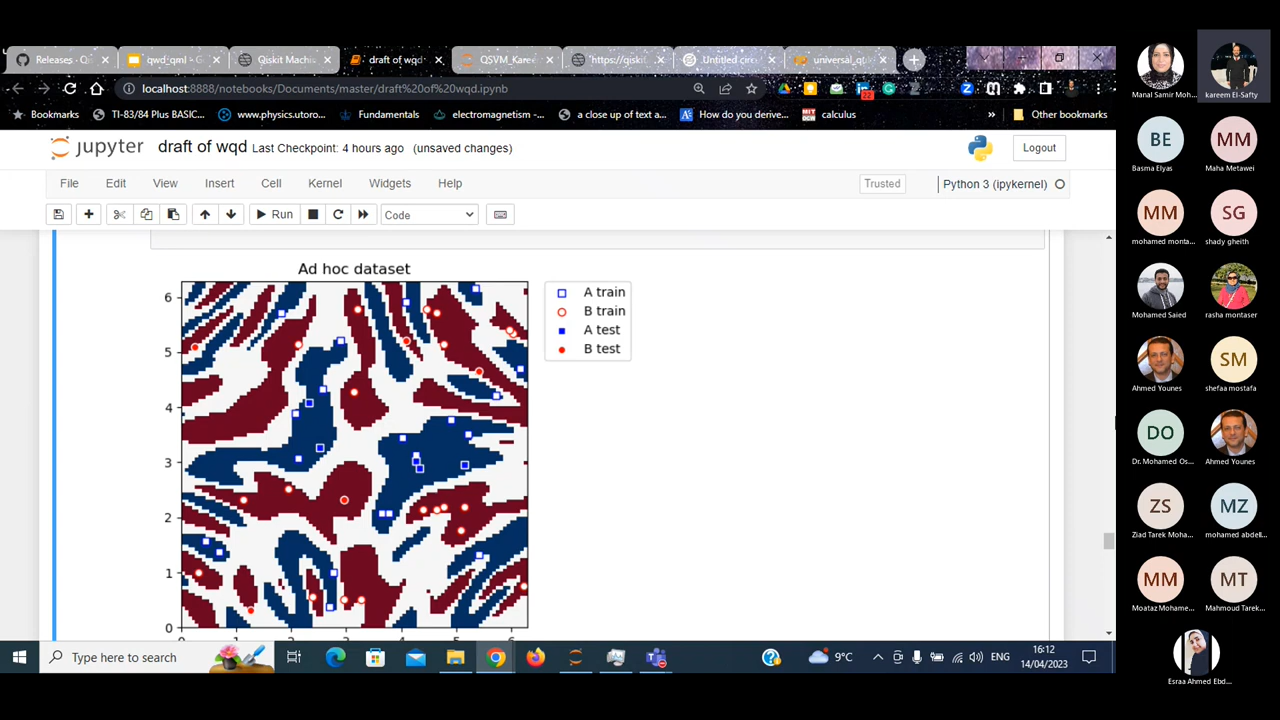 Releases - Qi
qwd_qml - G
Qiskit Machi
draft of wqd
QSVM_Karee
"https://qiskit
Untitled circ
universal_qu
localhost:8888/notebooks/Documents/master/draft%20of%20wqd.ipynb
22
Bookmarks
TI-83/84 Plus BASIC...
www.physics.utoro...
Fundamentals
electromagnetism -...
a close up of text a...
How do you derive...
calculus
»
Other bookmarks
jupyter
draft of wqd Last Checkpoint: 4 hours ago (unsaved changes)
Logout
File Edit View Insert Cell Kernel Widgets Help
Trusted
Python 3 (ipykernel)
Run
Code
Ad hoc dataset
A train
B train
A test
B test
6
5
4
3
2
1
0
Type here to search
9°C
ENG
16:12
14/04/2023
Manal Samir Moh...
kareem El-Safty
BE
Basma Elyas
MM
Maha Metawei
MM
mohamed monta...
SG
shady gheith
Mohamed Saied
rasha montaser
Ahmed Younes
SM
shefaa mostafa
DO
Dr. Mohamed Os...
Ahmed Younes
ZS
Ziad Tarek Moha...
MZ
mohamed abdell...
MM
Moataz Mohame...
MT
Mahmoud Tarek...
Esraa Ahmed Ebd...